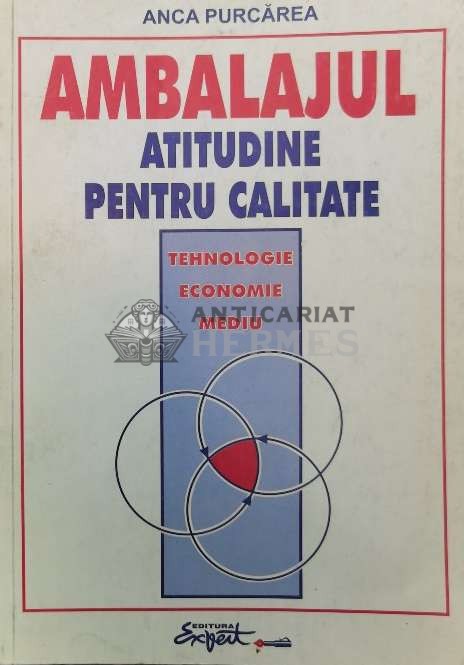 ANCA PURCĂREA
AMBALAJUL
ATITUDINE
PENTRU CALITATE
TEHNOLOGIE
ECONOMIE
MEDIU
ANTICARIAT
HERMES
EDITURA
Expert